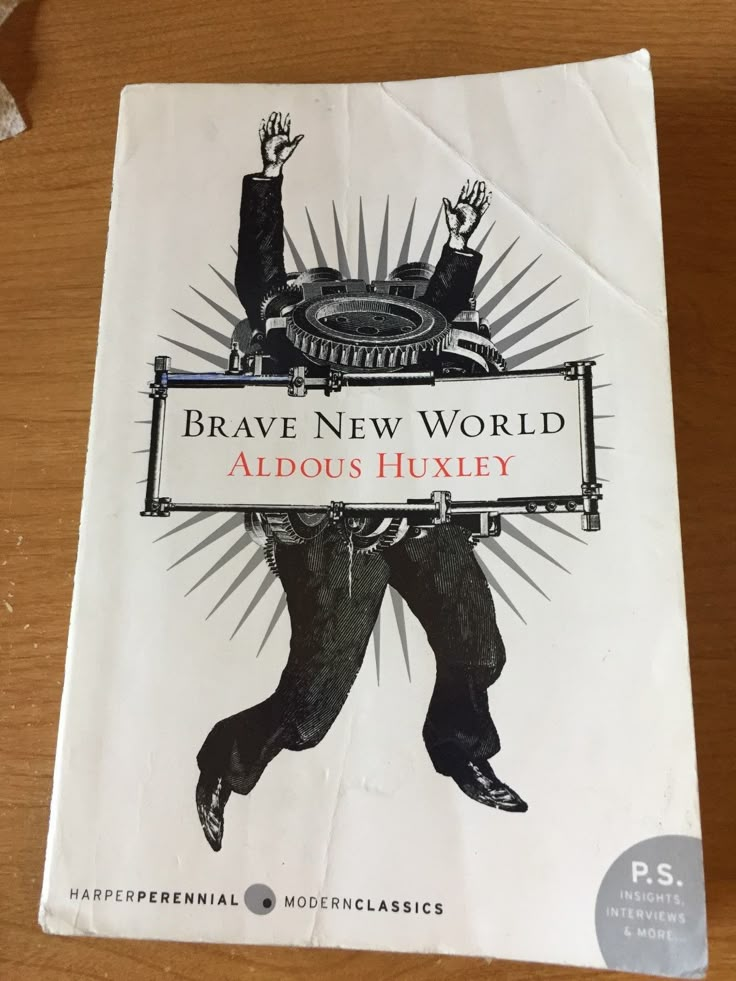 BRAVE NEW WORLD
ALDOUS HUXLEY
HARPERPERENNIAL MODERNCLASSICS
P.S.
INSIGHTS,
INTERVIEWS
& MORE...